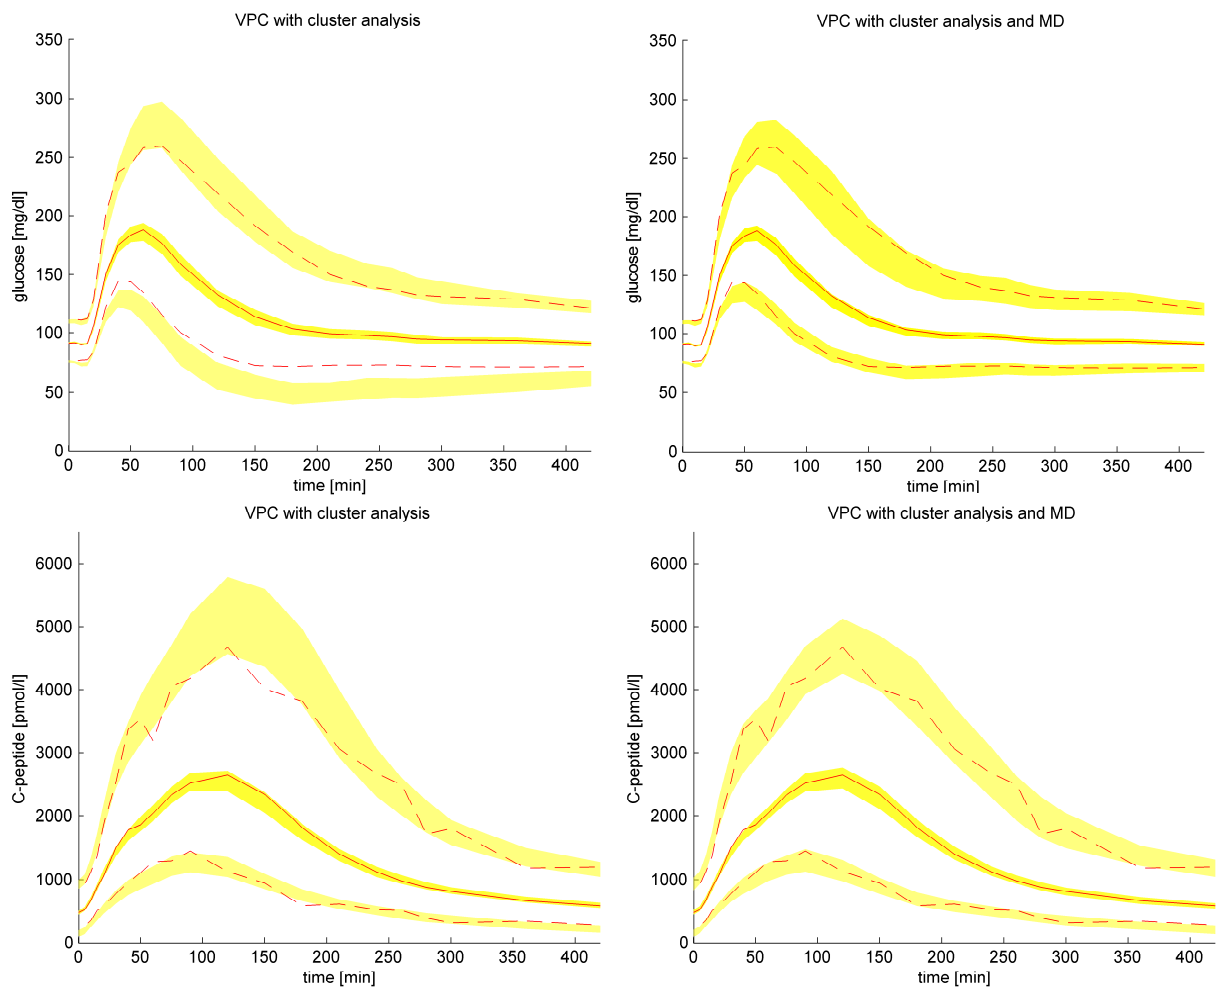 VPC with cluster analysis
350
300
250
200
150
100
50
0
glucose [mg/dl]
0 50 100 150 200 250 300 350 400
time [min]
VPC with cluster analysis and MD
350
300
250
200
150
100
50
0
glucose [mg/dl]
0 50 100 150 200 250 300 350 400
time [min]
VPC with cluster analysis
6000
5000
4000
3000
2000
1000
0
C-peptide [pmol/l]
0 50 100 150 200 250 300 350 400
time [min]
VPC with cluster analysis and MD
6000
5000
4000
3000
2000
1000
0
C-peptide [pmol/l]
0 50 100 150 200 250 300 350 400
time [min]